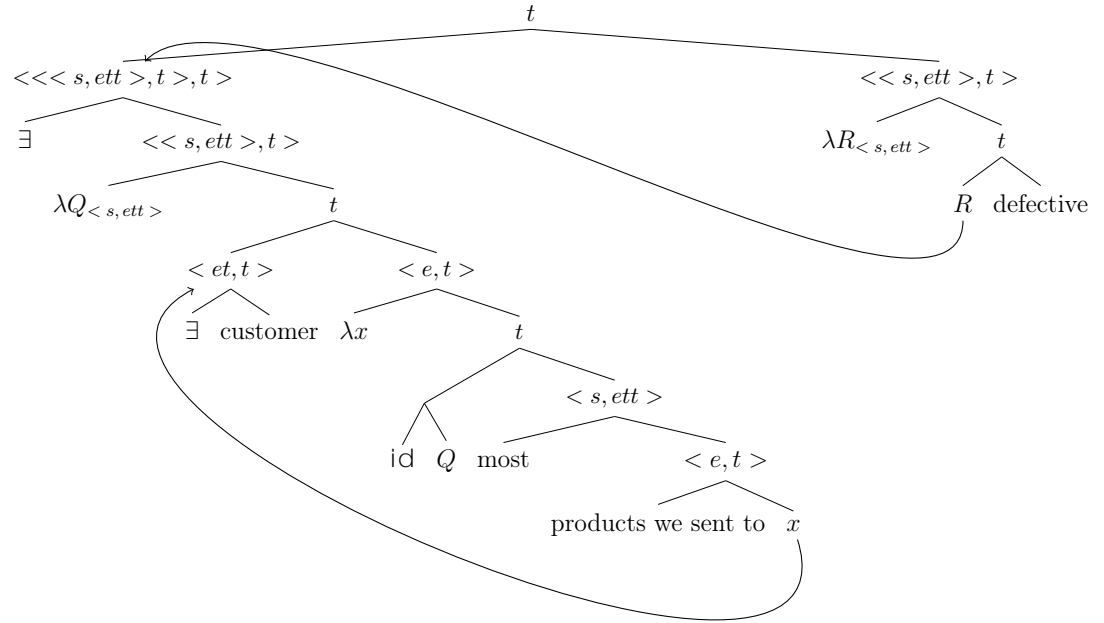 t
<<< s, ett >, t >, t > << s, ett >, t >
∃ << s, ett >, t > λR< s, ett > t
λQ< s, ett > t R defective
< et, t > < e, t >
∃ customer λx t
< s, ett >
id Q most < e, t >
products we sent to x